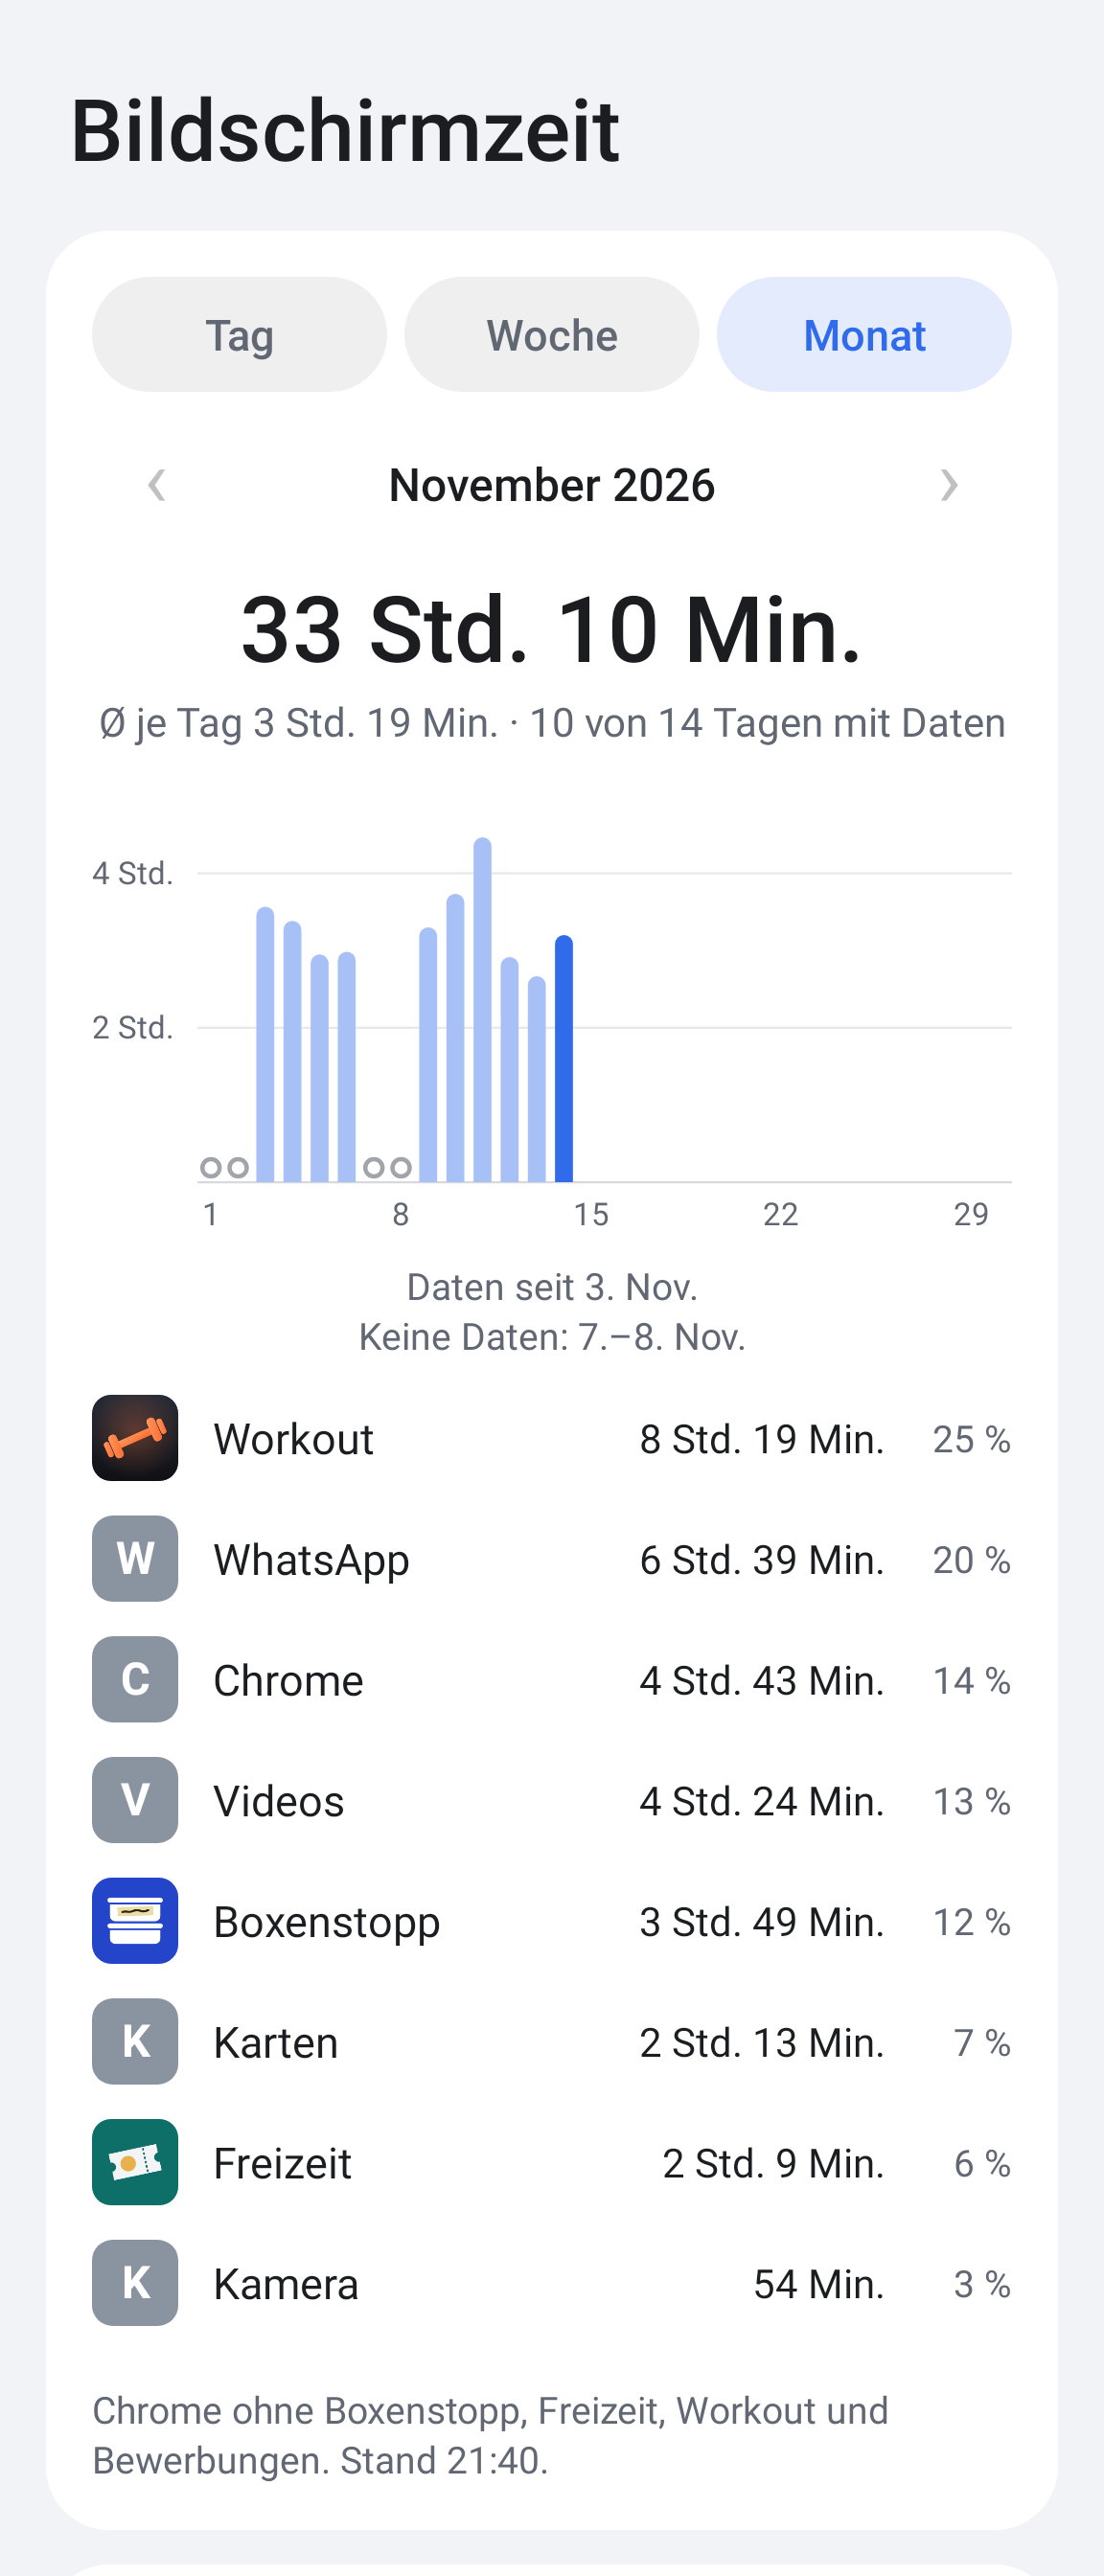 Bildschirmzeit
Tag Woche Monat
‹ November 2026 ›
33 Std. 10 Min.
Ø je Tag 3 Std. 19 Min. · 10 von 14 Tagen mit Daten
4 Std.
2 Std.
1 8 15 22 29
Daten seit 3. Nov.
Keine Daten: 7.–8. Nov.
Workout 8 Std. 19 Min. 25 %
W WhatsApp 6 Std. 39 Min. 20 %
C Chrome 4 Std. 43 Min. 14 %
V Videos 4 Std. 24 Min. 13 %
Boxenstopp 3 Std. 49 Min. 12 %
K Karten 2 Std. 13 Min. 7 %
Freizeit 2 Std. 9 Min. 6 %
K Kamera 54 Min. 3 %
Chrome ohne Boxenstopp, Freizeit, Workout und
Bewerbungen. Stand 21:40.